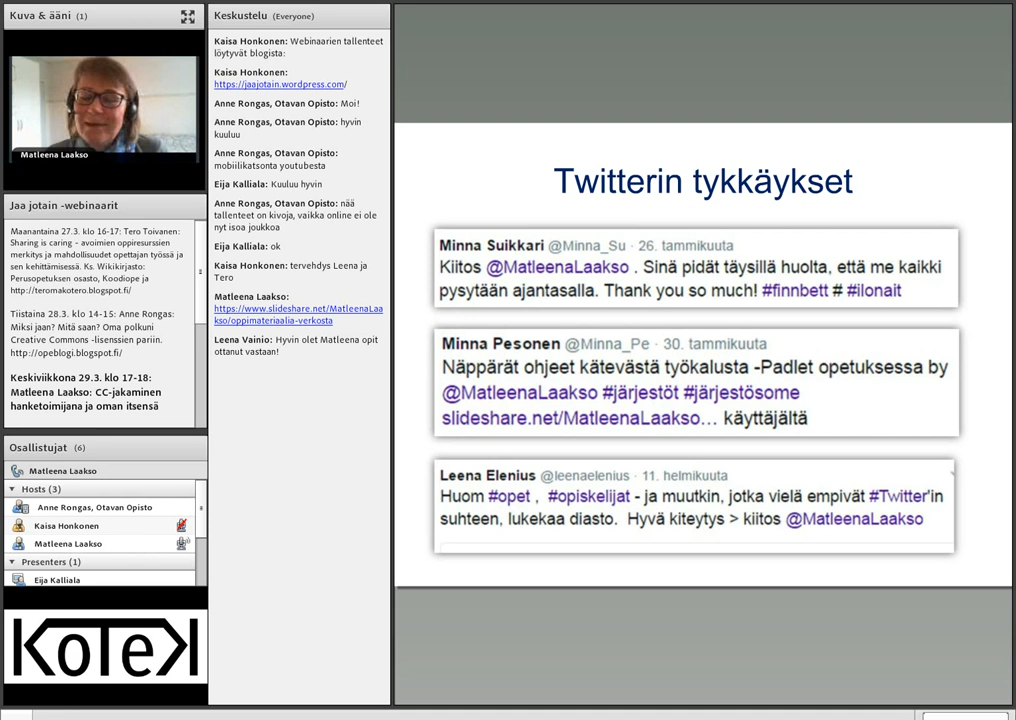 Kuva & ääni (1)
Matleena Laakso
Jaa jotain -webinaarit
Maanantaina 27.3. klo 16-17: Tero Toivanen:
Sharing is caring - avoimien oppiresurssien
merkitys ja mahdollisuudet opettajan työssä ja
sen kehittämisessä. Ks. Wikikirjasto:
Perusopetuksen osasto, Koodiope ja
http://teromakotero.blogspot.fi/
Tiistaina 28.3. klo 14-15: Anne Rongas:
Miksi jaan? Mitä saan? Oma polkuni
Creative Commons -lisenssien pariin.
http://opeblogi.blogspot.fi/
Keskiviikkona 29.3. klo 17-18:
Matleena Laakso: CC-jakaminen
hanketoimijana ja oman itsensä
Osallistujat (6)
Matleena Laakso
Hosts (3)
Anne Rongas, Otavan Opisto
Kaisa Honkonen
Matleena Laakso
Presenters (1)
Eija Kalliala
KoTeK
Keskustelu (Everyone)
Kaisa Honkonen: Webinaarien tallenteet
löytyvät blogista:
Kaisa Honkonen:
https://jaajotain.wordpress.com/
Anne Rongas, Otavan Opisto: Moi!
Anne Rongas, Otavan Opisto: hyvin
kuuluu
Anne Rongas, Otavan Opisto:
mobiilikatsonta youtubesta
Eija Kalliala: Kuuluu hyvin
Anne Rongas, Otavan Opisto: nää
tallenteet on kivoja, vaikka online ei ole
nyt isoa joukkoa
Eija Kalliala: ok
Kaisa Honkonen: tervehdys Leena ja
Tero
Matleena Laakso:
https://www.slideshare.net/MatleenaLaa
kso/oppimateriaalia-verkosta
Leena Vainio: Hyvin olet Matleena opit
ottanut vastaan!
Twitterin tykkäykset
Minna Suikkari @Minna_Su · 26. tammikuuta
Kiitos @MatleenaLaakso . Sinä pidät täysillä huolta, että me kaikki
pysytään ajantasalla. Thank you so much! #finnbett # #ilonait
Minna Pesonen @Minna_Pe · 30. tammikuuta
Näppärät ohjeet kätevästä työkalusta -Padlet opetuksessa by
@MatleenaLaakso #järjestöt #järjestösome
slideshare.net/MatleenaLaakso… käyttäjältä
Leena Elenius @leenaelenius · 11. helmikuuta
Huom #opet , #opiskelijat - ja muutkin, jotka vielä empivät #Twitter'in
suhteen, lukekaa diasto. Hyvä kiteytys > kiitos @MatleenaLaakso